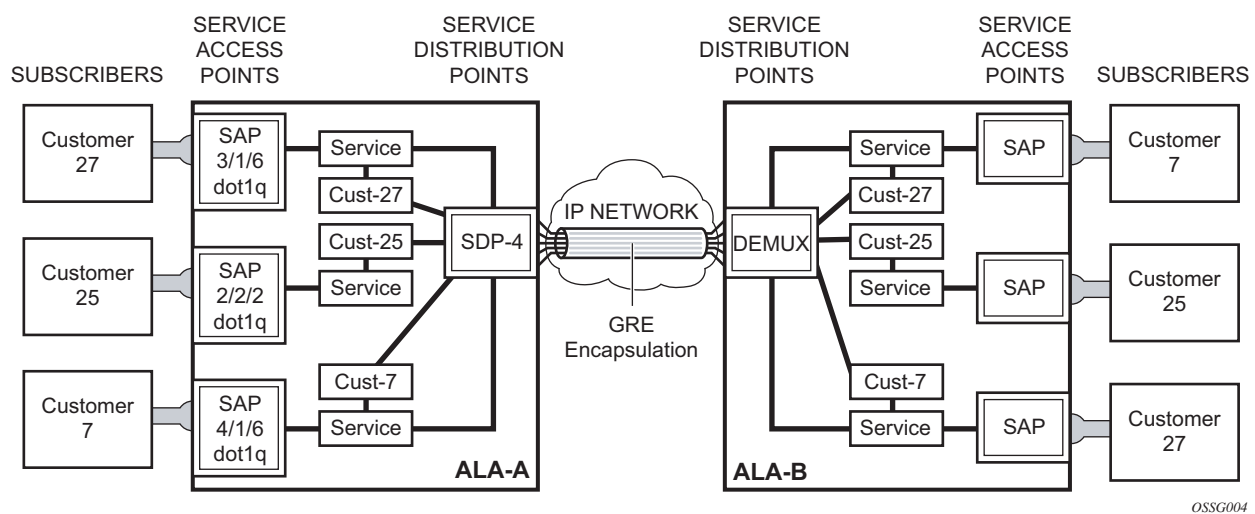 SERVICE
ACCESS
POINTS
SERVICE
DISTRIBUTION
POINTS
SERVICE
DISTRIBUTION
POINTS
SERVICE
ACCESS
POINTS
SUBSCRIBERS
SUBSCRIBERS
Customer
27
SAP
3/1/6
dot1q
Service
Cust-27
Customer
25
SAP
2/2/2
dot1q
Cust-25
Service
Customer
7
SAP
4/1/6
dot1q
Cust-7
Service
SDP-4
ALA-A
IP NETWORK
GRE
Encapsulation
DEMUX
ALA-B
Service
Cust-27
SAP
Customer
7
Cust-25
Service
SAP
Customer
25
Cust-7
Service
SAP
Customer
27
OSSG004